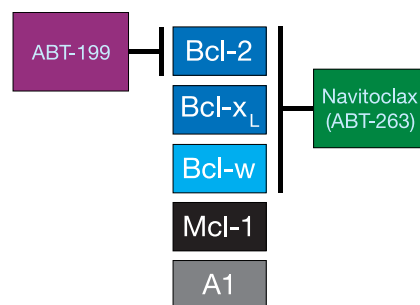 ABT-199
Bcl-2
Bcl-xL
Bcl-w
Mcl-1
A1
Navitoclax
(ABT-263)